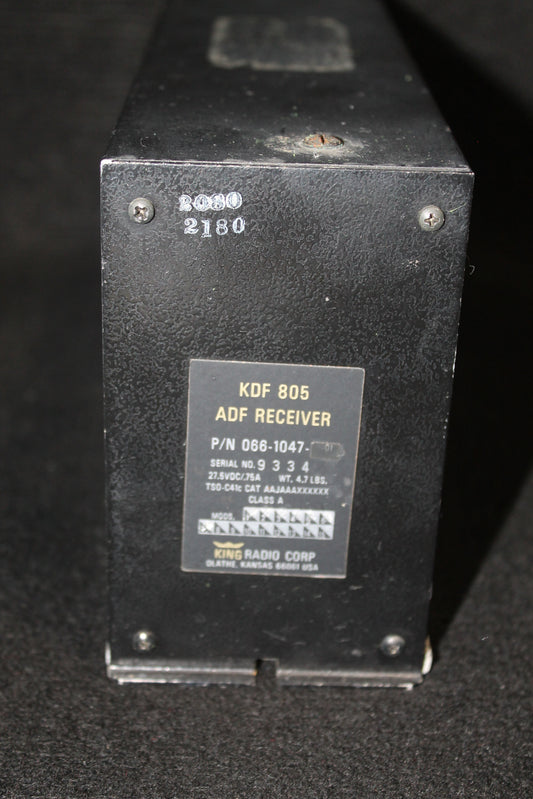 2080
2180
KDF 805
ADF RECEIVER
P/N 066-1047-
SERIAL NO. 9334
27.5VDC/.75A WT. 4.7 LBS.
TSO-C41c CAT AAJAAAXXXXXX
CLASS A
MODS.
KING RADIO CORP
OLATHE, KANSAS 66061 USA